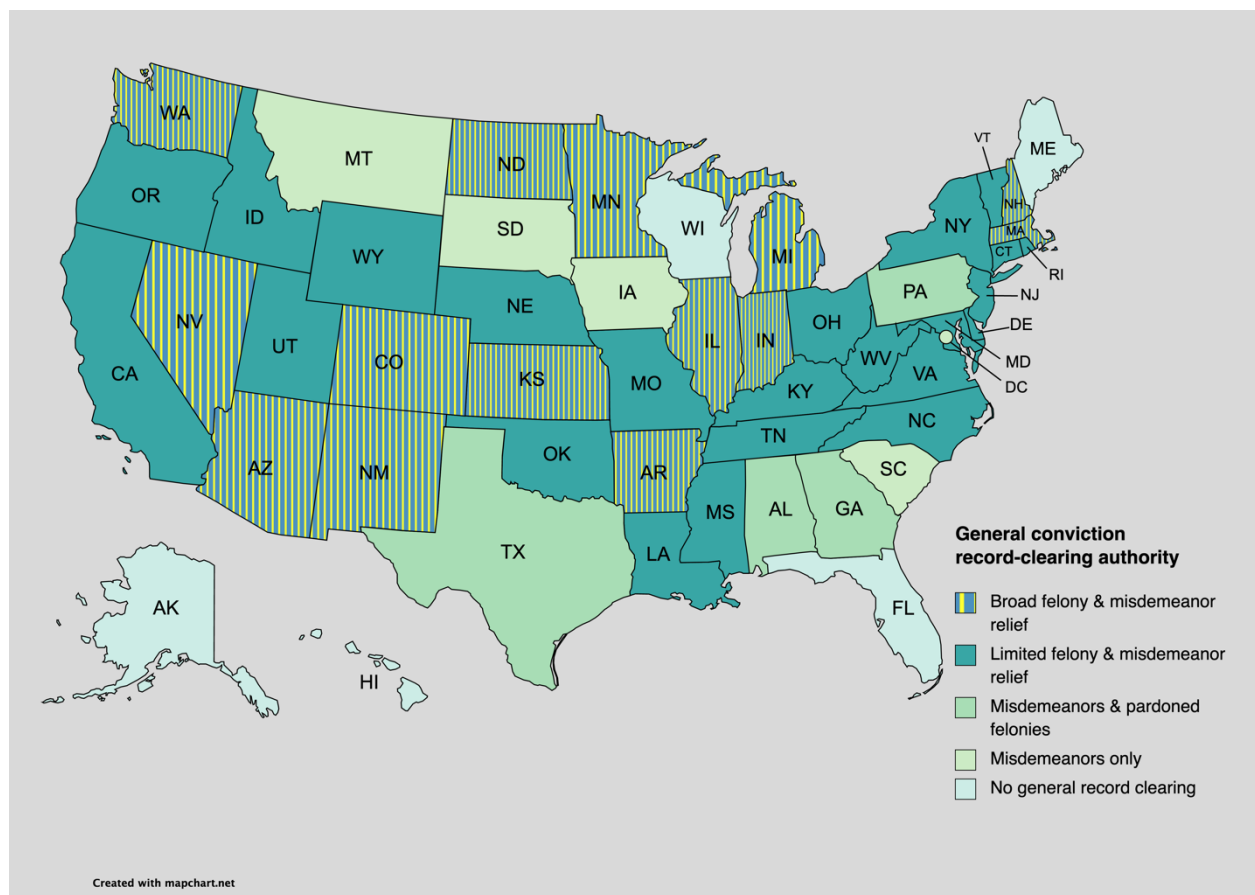 WA
OR
CA
NV
ID
MT
WY
UT
AZ
CO
NM
ND
SD
NE
KS
OK
TX
MN
IA
MO
AR
LA
WI
IL
MI
IN
OH
KY
TN
MS
AL
GA
FL
SC
NC
VA
WV
PA
NY
VT
NH
ME
MA
CT
RI
NJ
DE
MD
DC
AK
HI
General conviction
record-clearing authority
Broad felony & misdemeanor
relief
Limited felony & misdemeanor
relief
Misdemeanors & pardoned
felonies
Misdemeanors only
No general record clearing
Created with mapchart.net